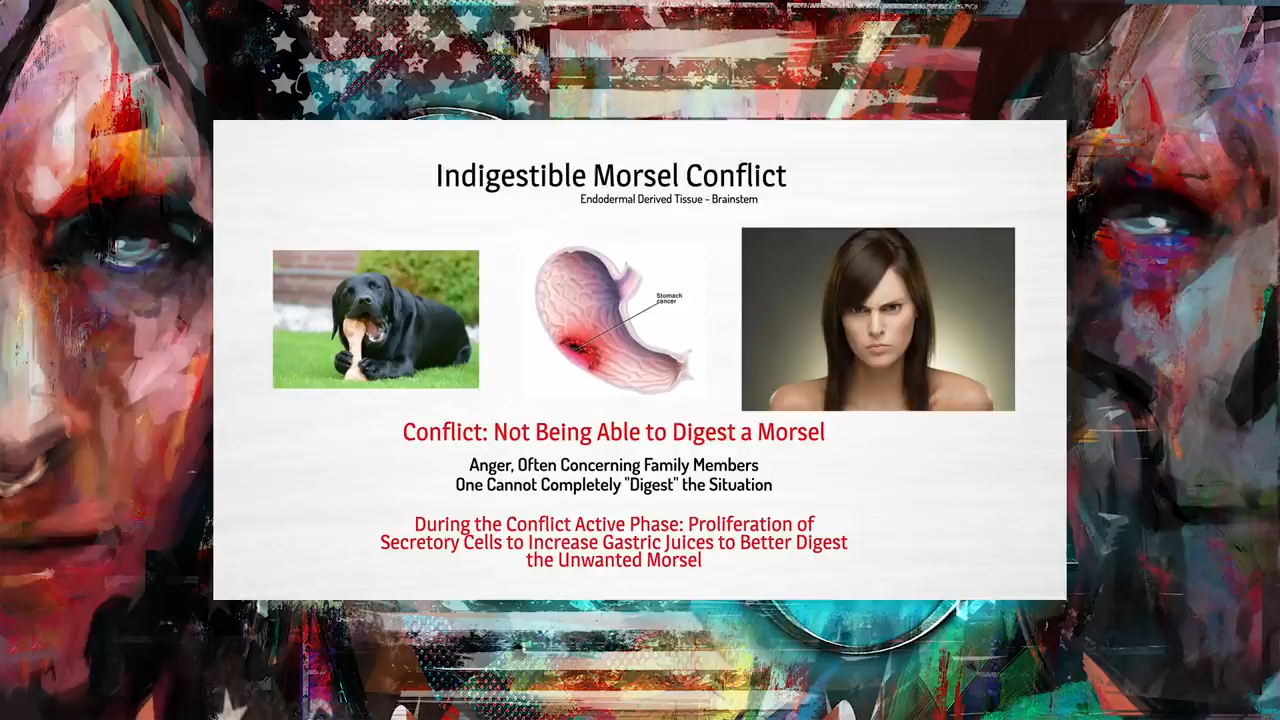 Indigestible Morsel Conflict
Endodermal Derived Tissue - Brainstem
Stomach
cancer
Conflict: Not Being Able to Digest a Morsel
Anger, Often Concerning Family Members
One Cannot Completely "Digest" the Situation
During the Conflict Active Phase: Proliferation of
Secretory Cells to Increase Gastric Juices to Better Digest
the Unwanted Morsel